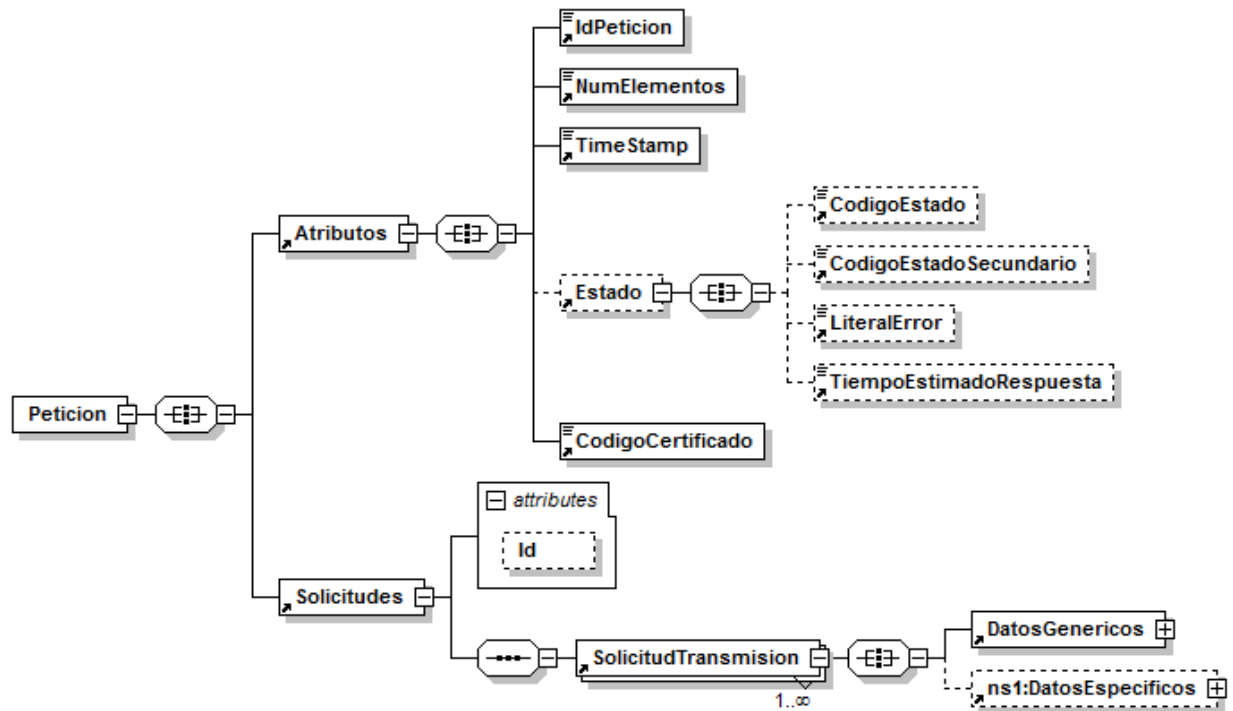 IdPeticion
NumElementos
TimeStamp
CodigoEstado
Atributos
CodigoEstadoSecundario
Estado
LiteralError
TiempoEstimadoRespuesta
Peticion
CodigoCertificado
attributes
Id
Solicitudes
DatosGenericos
SolicitudTransmision
ns1:DatosEspecificos
1..∞